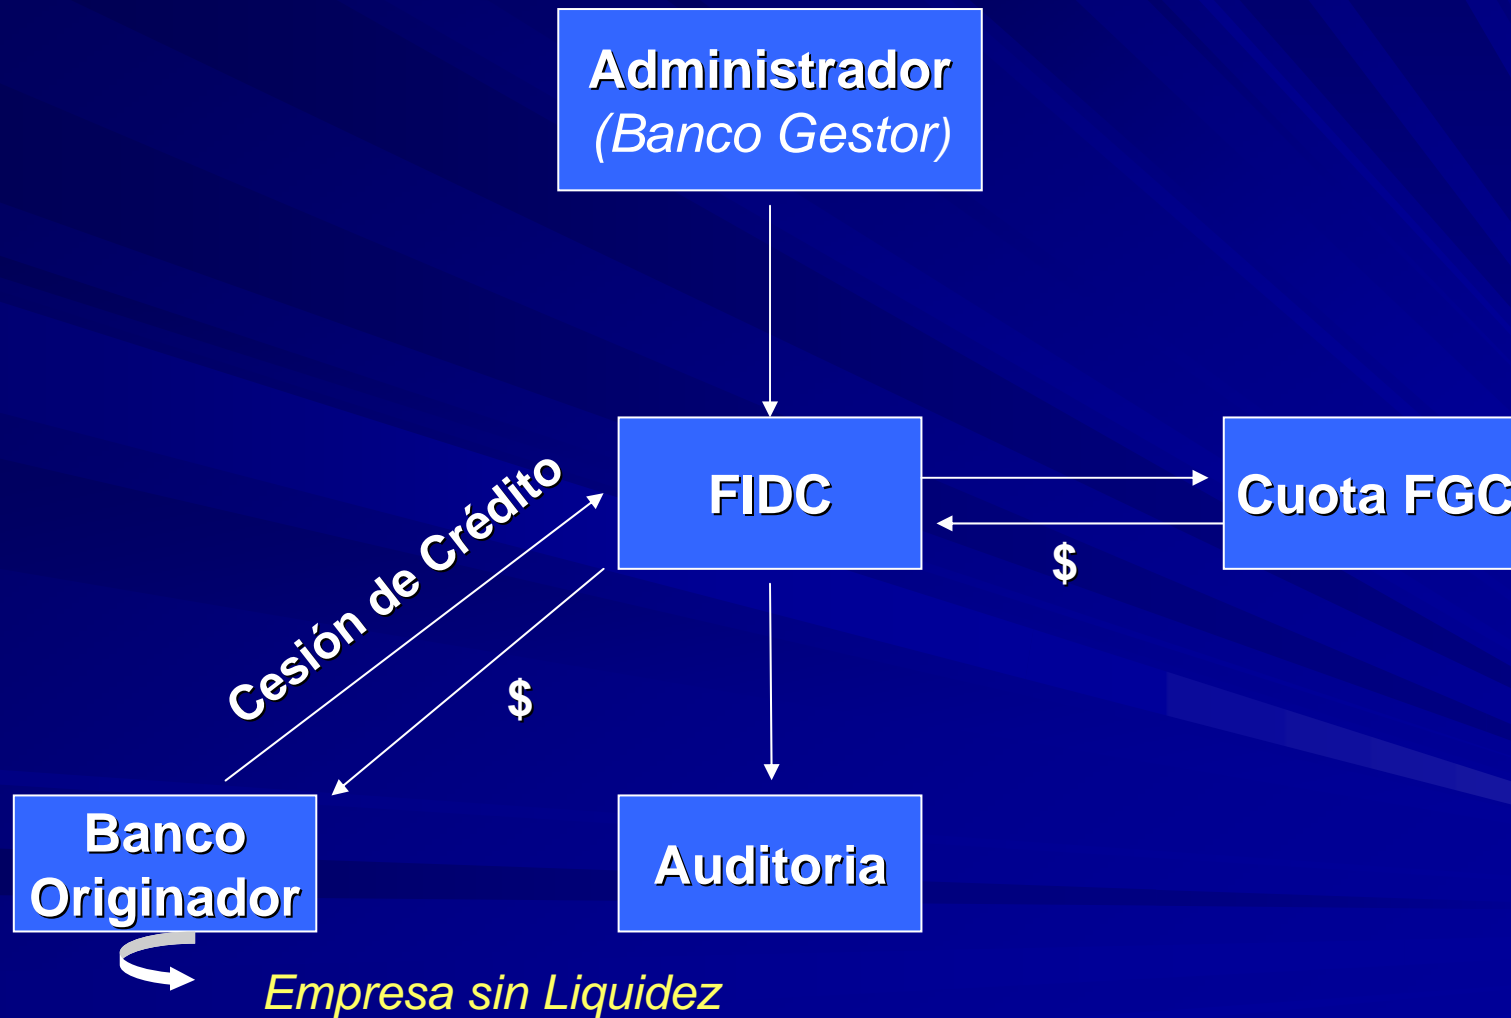 Administrador
(Banco Gestor)
FIDC
Cuota FGC
$
Cesión de Crédito
$
Banco
Originador
Auditoria
Empresa sin Liquidez